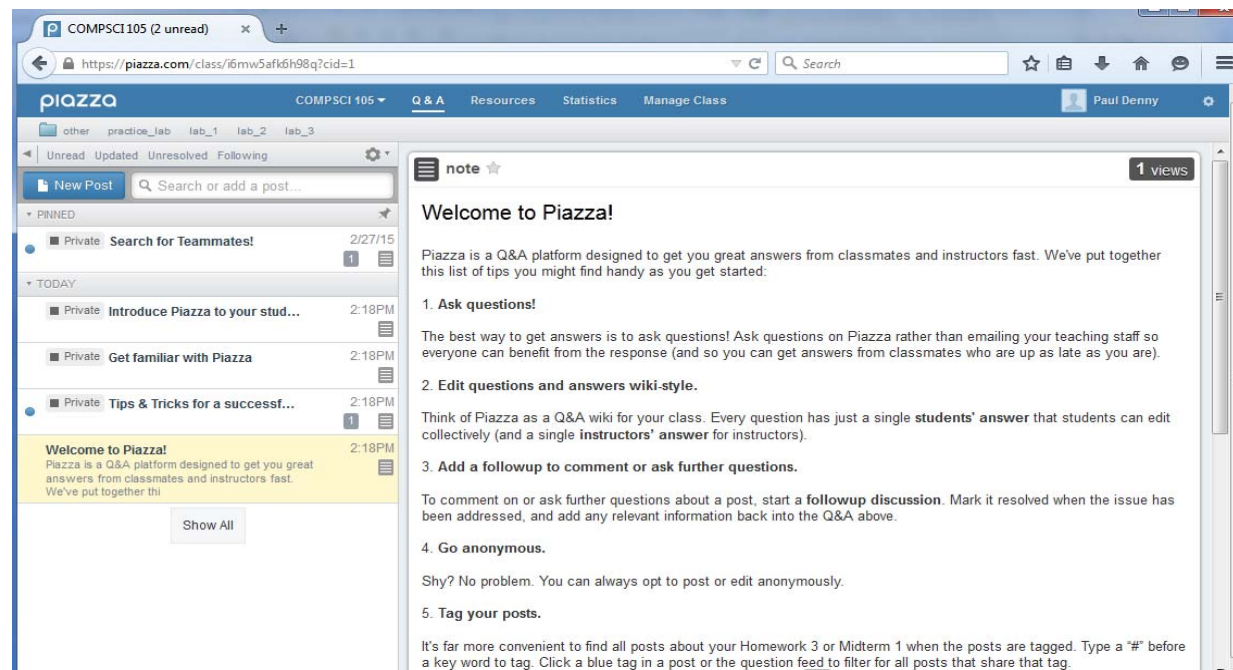 COMPSCI 105 (2 unread)
https://piazza.com/class/i6mw5afk6h98q?cid=1
Search
piazza
COMPSCI 105
Q & A
Resources
Statistics
Manage Class
Paul Denny
other practice_lab lab_1 lab_2 lab_3
Unread Updated Unresolved Following
New Post
Search or add a post...
PINNED
Private Search for Teammates! 2/27/15
1
TODAY
Private Introduce Piazza to your stud... 2:18PM
Private Get familiar with Piazza 2:18PM
Private Tips & Tricks for a successf... 2:18PM
1
Welcome to Piazza! 2:18PM
Piazza is a Q&A platform designed to get you great
answers from classmates and instructors fast.
We've put together thi
Show All
note
1 views
Welcome to Piazza!
Piazza is a Q&A platform designed to get you great answers from classmates and instructors fast. We've put together
this list of tips you might find handy as you get started:
1. Ask questions!
The best way to get answers is to ask questions! Ask questions on Piazza rather than emailing your teaching staff so
everyone can benefit from the response (and so you can get answers from classmates who are up as late as you are).
2. Edit questions and answers wiki-style.
Think of Piazza as a Q&A wiki for your class. Every question has just a single students' answer that students can edit
collectively (and a single instructors' answer for instructors).
3. Add a followup to comment or ask further questions.
To comment on or ask further questions about a post, start a followup discussion. Mark it resolved when the issue has
been addressed, and add any relevant information back into the Q&A above.
4. Go anonymous.
Shy? No problem. You can always opt to post or edit anonymously.
5. Tag your posts.
It's far more convenient to find all posts about your Homework 3 or Midterm 1 when the posts are tagged. Type a "#" before
a key word to tag. Click a blue tag in a post or the question feed to filter for all posts that share that tag.